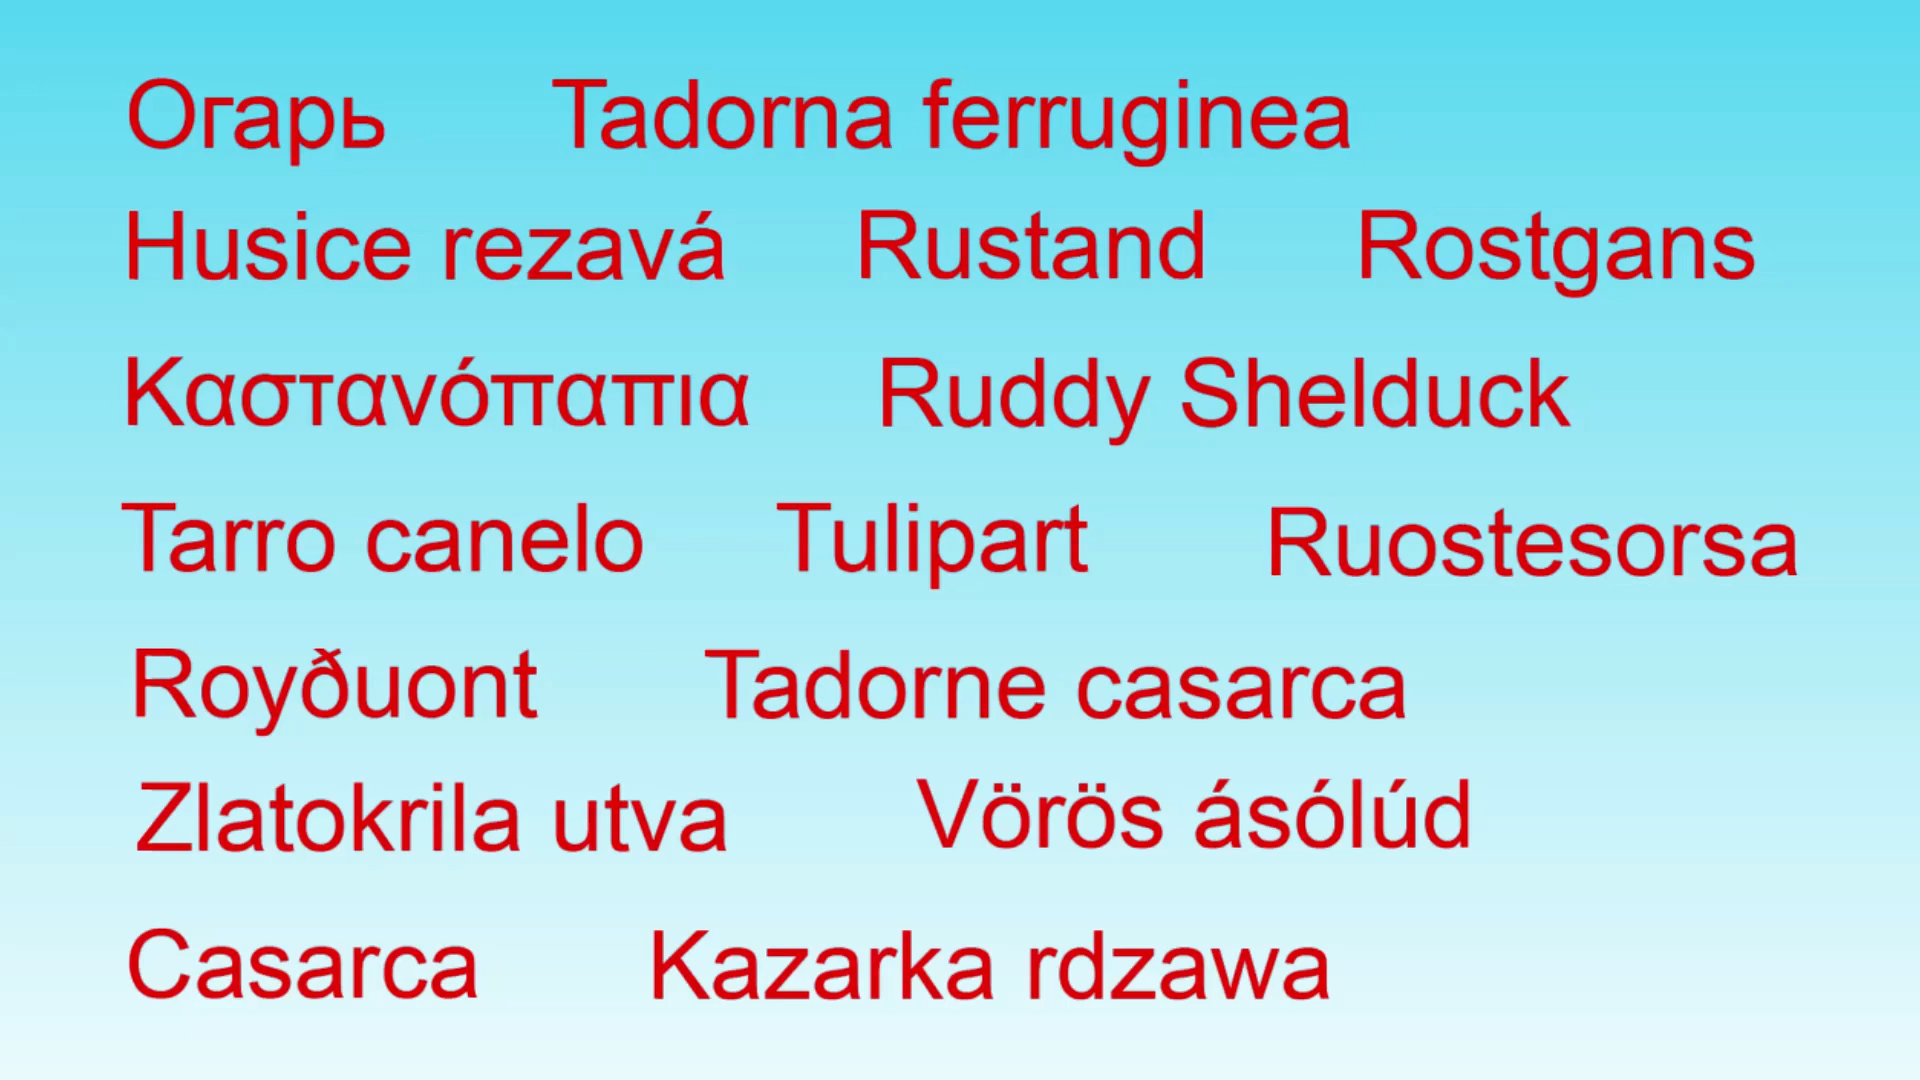 Огарь Tadorna ferruginea
Husice rezavá Rustand Rostgans
Καστανόπαπια Ruddy Shelduck
Tarro canelo Tulipart Ruostesorsa
Royðuont Tadorne casarca
Zlatokrila utva Vörös ásólúd
Casarca Kazarka rdzawa